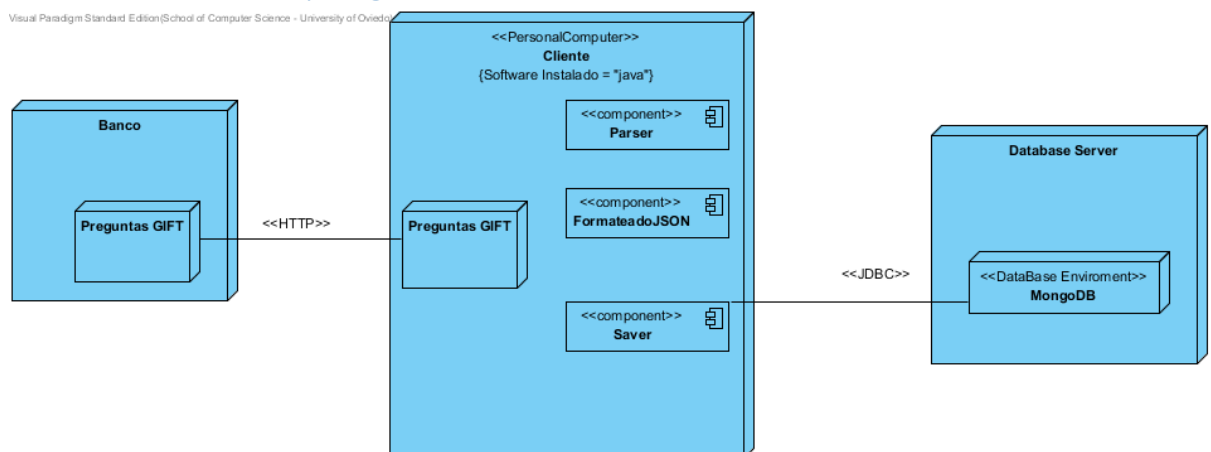 Visual Paradigm Standard Edition(School of Computer Science - University of Oviedo)
<<PersonalComputer>>
Cliente
{Software Instalado = "java"}
Banco
Preguntas GIFT
<<HTTP>>
Preguntas GIFT
<<component>>
Parser
<<component>>
FormateadoJSON
<<component>>
Saver
<<JDBC>>
Database Server
<<DataBase Enviroment>>
MongoDB